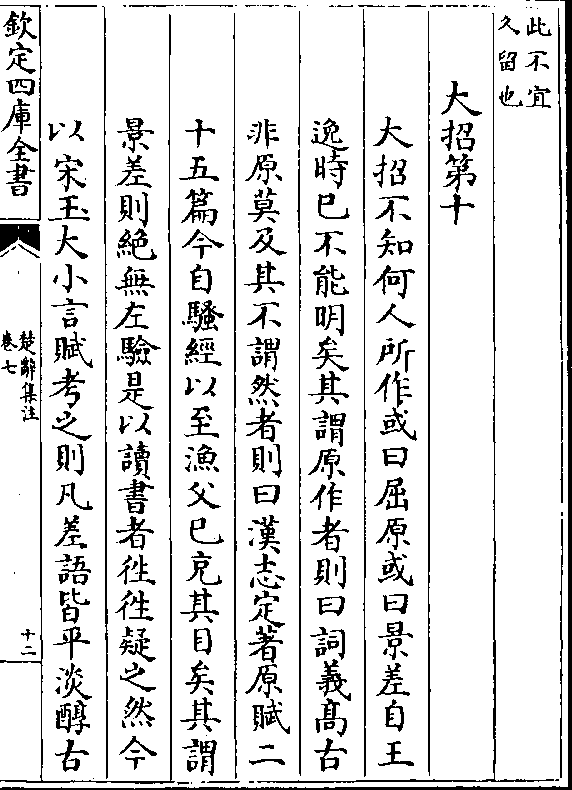 此不宜
久留也
大招第十
大招不知何人所作或曰屈原或曰景差自王
逸時已不能明矣其謂原作者則曰詞義髙古
非原莫及其不謂然者則曰漢志定著原賦二
十五篇今自騷經以至漁父已充其目矣其謂
景差則絶無左驗是以讀書者徃徃疑之然今
以宋玉大小言賦考之則凡差語皆平淡醇古
欽定四庫全書
楚辭集注
卷七
十二